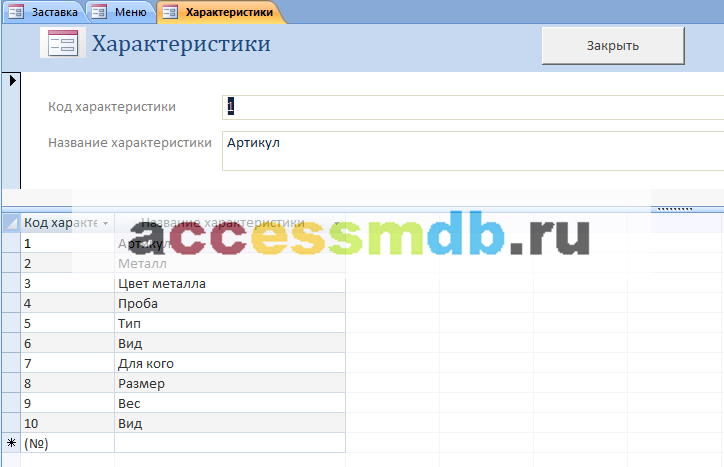 Заставка Меню Характеристики
Характеристики Закрыть
Код характеристики 1
Название характеристики Артикул
Код характе Название характеристики
accessmdb.ru
1 Артикул
2 Металл
3 Цвет металла
4 Проба
5 Тип
6 Вид
7 Для кого
8 Размер
9 Вес
10 Вид
(№)